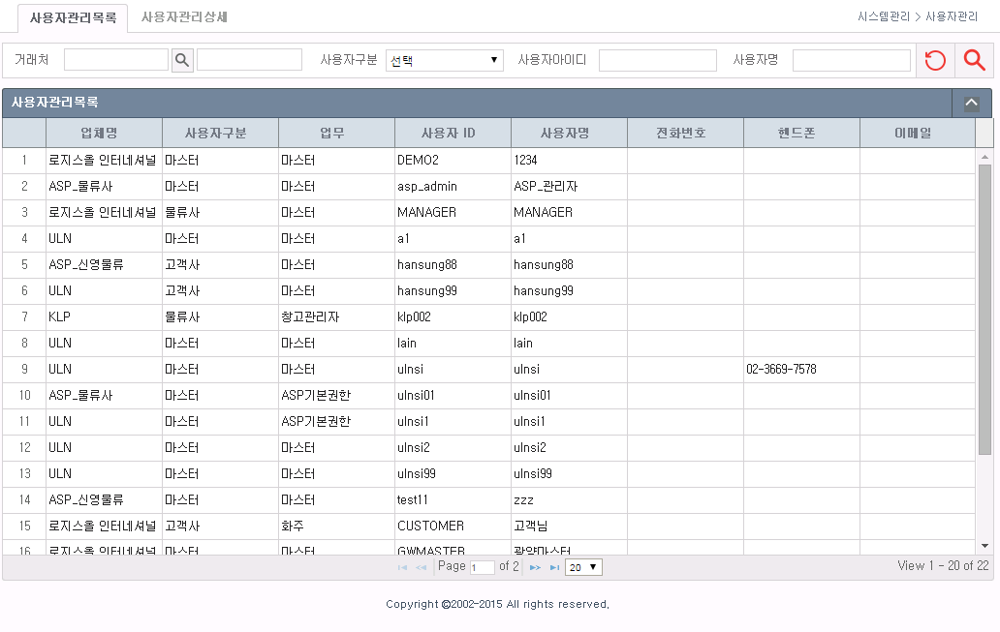 사용자관리목록 사용자관리상세 시스템관리 > 사용자관리
거래처 사용자구분 선택 사용자아이디 사용자명
사용자관리목록
업체명 사용자구분 업무 사용자 ID 사용자명 전화번호 핸드폰 이메일
1 로지스올 인터네셔널 마스터 마스터 DEMO2 1234
2 ASP_물류사 마스터 마스터 asp_admin ASP_관리자
3 로지스올 인터네셔널 물류사 마스터 MANAGER MANAGER
4 ULN 마스터 마스터 a1 a1
5 ASP_신영물류 고객사 마스터 hansung88 hansung88
6 ULN 고객사 마스터 hansung99 hansung99
7 KLP 물류사 창고관리자 klp002 klp002
8 ULN 마스터 마스터 lain lain
9 ULN 마스터 마스터 ulnsi ulnsi 02-3669-7578
10 ASP_물류사 마스터 ASP기본권한 ulnsi01 ulnsi01
11 ULN 마스터 ASP기본권한 ulnsi1 ulnsi1
12 ULN 마스터 마스터 ulnsi2 ulnsi2
13 ULN 마스터 마스터 ulnsi99 ulnsi99
14 ASP_신영물류 마스터 마스터 test11 zzz
15 로지스올 인터네셔널 고객사 화주 CUSTOMER 고객님
16 로지스올 인터네셔널 마스터 마스터 GWMASTER 광양마스터
Page 1 of 2 20 View 1 - 20 of 22
Copyright ©2002-2015 All rights reserved.